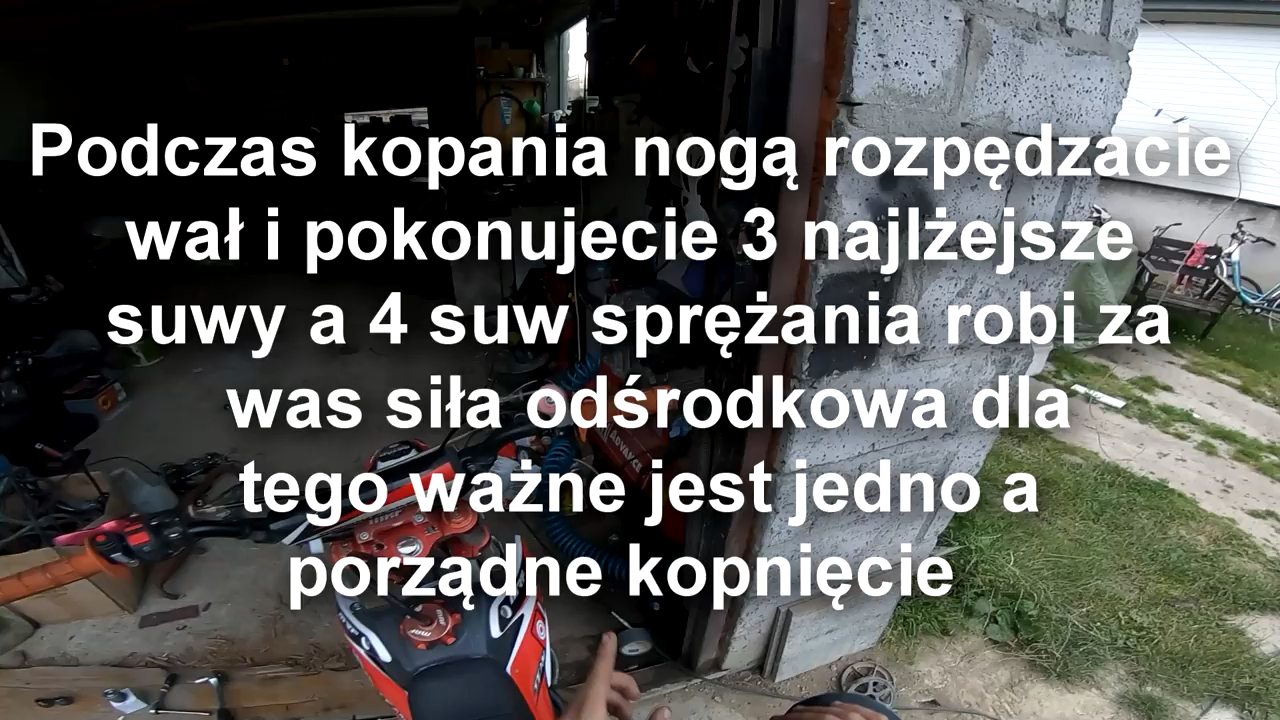 Podczas kopania nogą rozpędzacie
wał i pokonujecie 3 najlżejsze
suwy a 4 suw sprężania robi za
was siła odśrodkowa dla
tego ważne jest jedno a
porządne kopnięcie
MRF